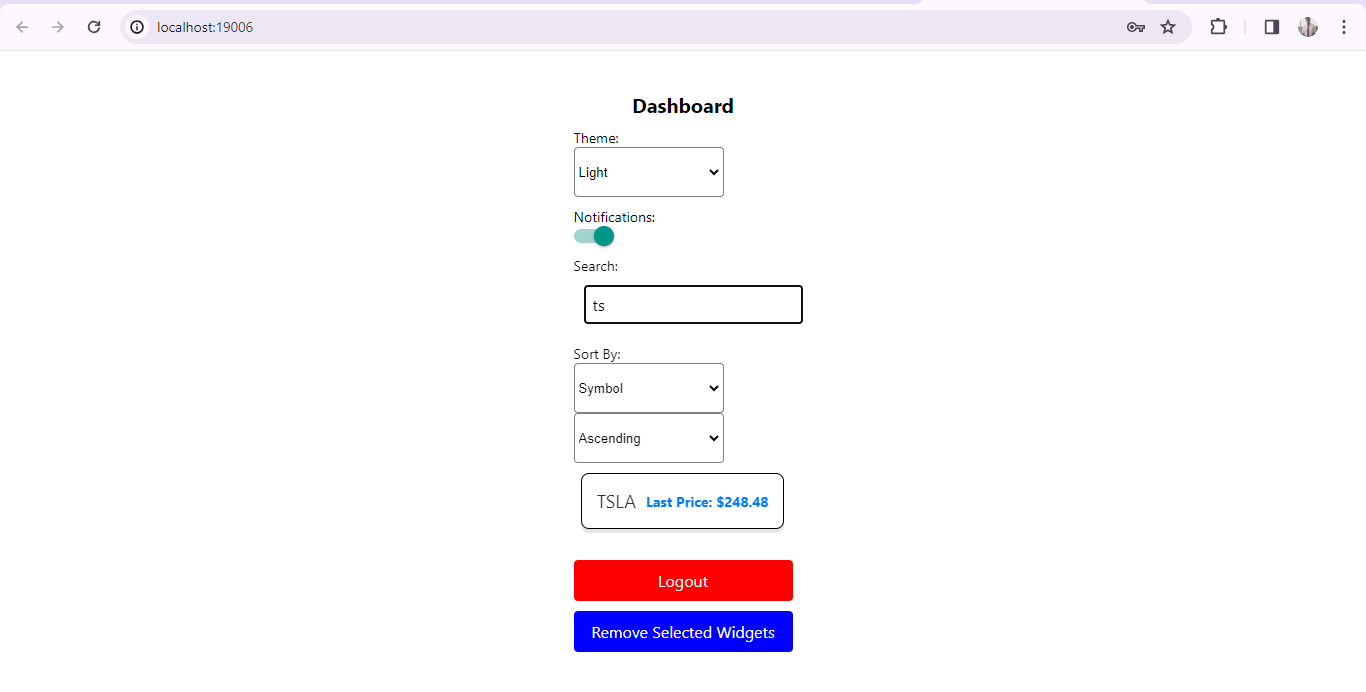 localhost:19006
Dashboard
Theme:
Light
Notifications:
Search:
ts
Sort By:
Symbol
Ascending
TSLA Last Price: $248.48
Logout
Remove Selected Widgets